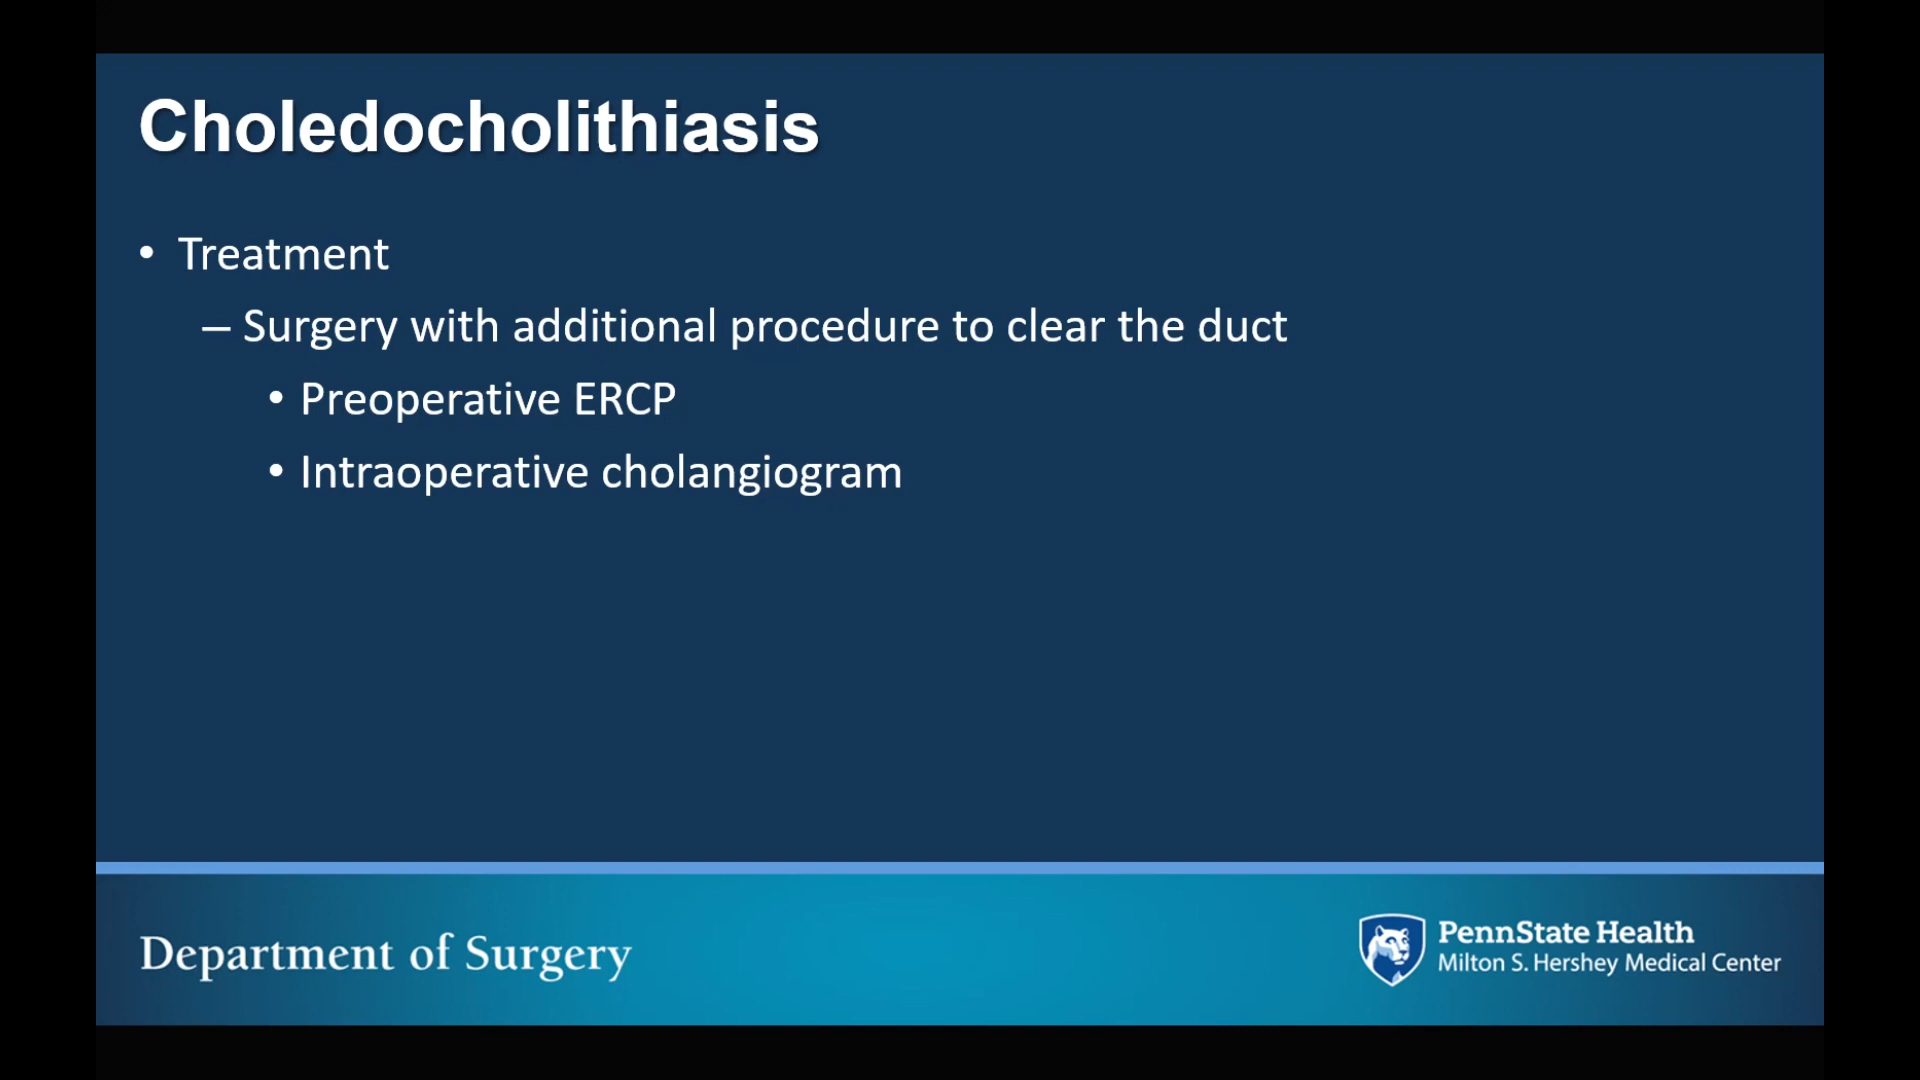 Choledocholithiasis
• Treatment
– Surgery with additional procedure to clear the duct
• Preoperative ERCP
• Intraoperative cholangiogram
Department of Surgery
PennState Health
Milton S. Hershey Medical Center